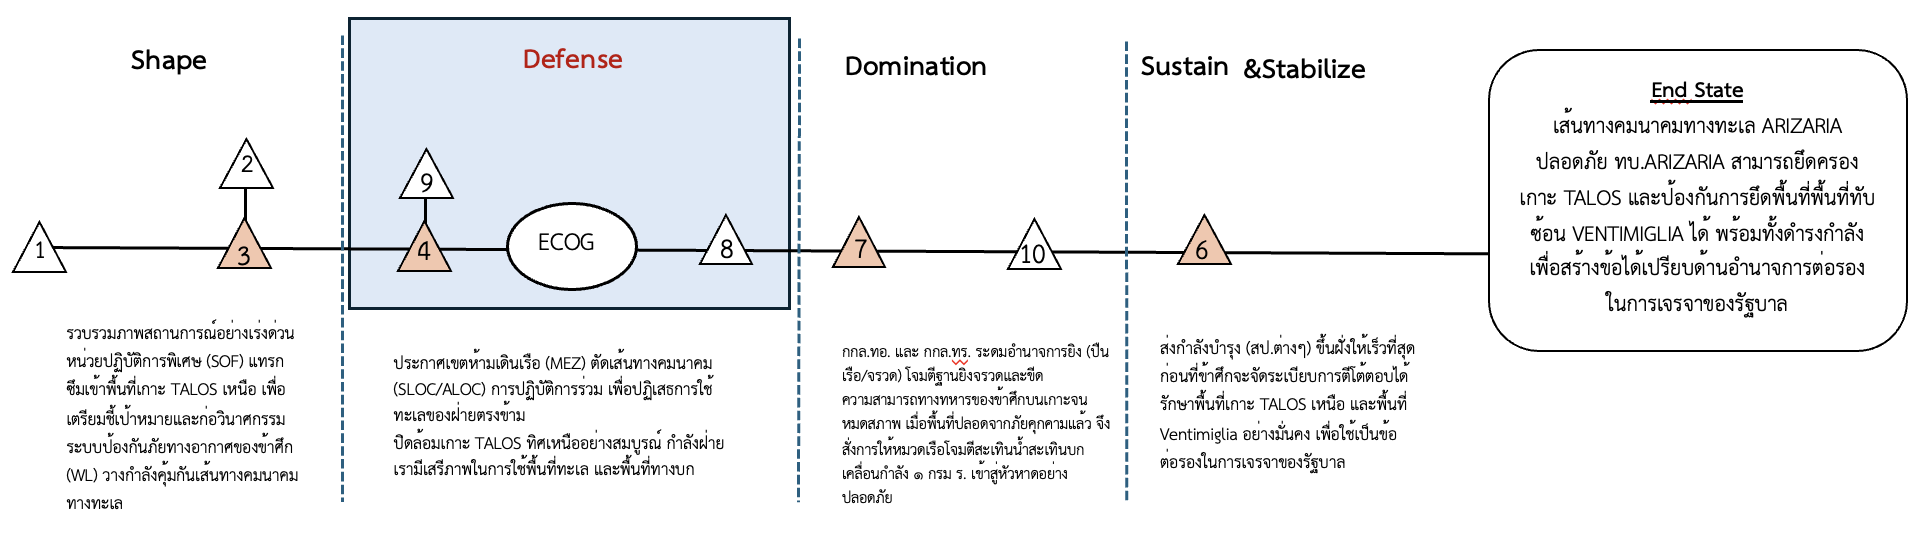 Shape
Defense
Domination
Sustain &Stabilize
1
2
3
9
4
ECOG
8
7
10
6
รวบรวมภาพสถานการณ์อย่างเร่งด่วน
หน่วยปฏิบัติการพิเศษ (SOF) แทรก
ซึมเข้าพื้นที่เกาะ TALOS เหนือ เพื่อ
เตรียมชี้เป้าหมายและก่อวินาศกรรม
ระบบป้องกันภัยทางอากาศของข้าศึก
(WL) วางกำลังคุ้มกันเส้นทางคมนาคม
ทางทะเล
ประกาศเขตห้ามเดินเรือ (MEZ) ตัดเส้นทางคมนาคม
(SLOC/ALOC) การปฏิบัติการร่วม เพื่อปฏิเสธการใช้
ทะเลของฝ่ายตรงข้าม
ปิดล้อมเกาะ TALOS ทิศเหนืออย่างสมบูรณ์ กำลังฝ่าย
เรามีเสรีภาพในการใช้พื้นที่ทะเล และพื้นที่ทางบก
กกล.ทอ. และ กกล.ทร. ระดมอำนาจการยิง (ปืน
เรือ/จรวด) โจมตีฐานยิงจรวดและขีด
ความสามารถทางทหารของข้าศึกบนเกาะจน
หมดสภาพ เมื่อพื้นที่ปลอดจากภัยคุกคามแล้ว จึง
สั่งการให้หมวดเรือโจมตีสะเทินน้ำสะเทินบก
เคลื่อนกำลัง ๑ กรม ร. เข้าสู่หัวหาดอย่าง
ปลอดภัย
ส่งกำลังบำรุง (สป.ต่างๆ) ขึ้นฝั่งให้เร็วที่สุด
ก่อนที่ข้าศึกจะจัดระเบียบการตีโต้ตอบได้
รักษาพื้นที่เกาะ TALOS เหนือ และพื้นที่
Ventimiglia อย่างมั่นคง เพื่อใช้เป็นข้อ
ต่อรองในการเจรจาของรัฐบาล
End State
เส้นทางคมนาคมทางทะเล ARIZARIA
ปลอดภัย ทบ.ARIZARIA สามารถยึดครอง
เกาะ TALOS และป้องกันการยึดพื้นที่พื้นที่ทับ
ซ้อน VENTIMIGLIA ได้ พร้อมทั้งดำรงกำลัง
เพื่อสร้างข้อได้เปรียบด้านอำนาจการต่อรอง
ในการเจรจาของรัฐบาล